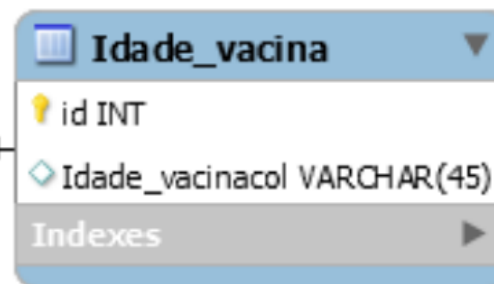 Idade_vacina
id INT
Idade_vacinacol VARCHAR(45)
Indexes